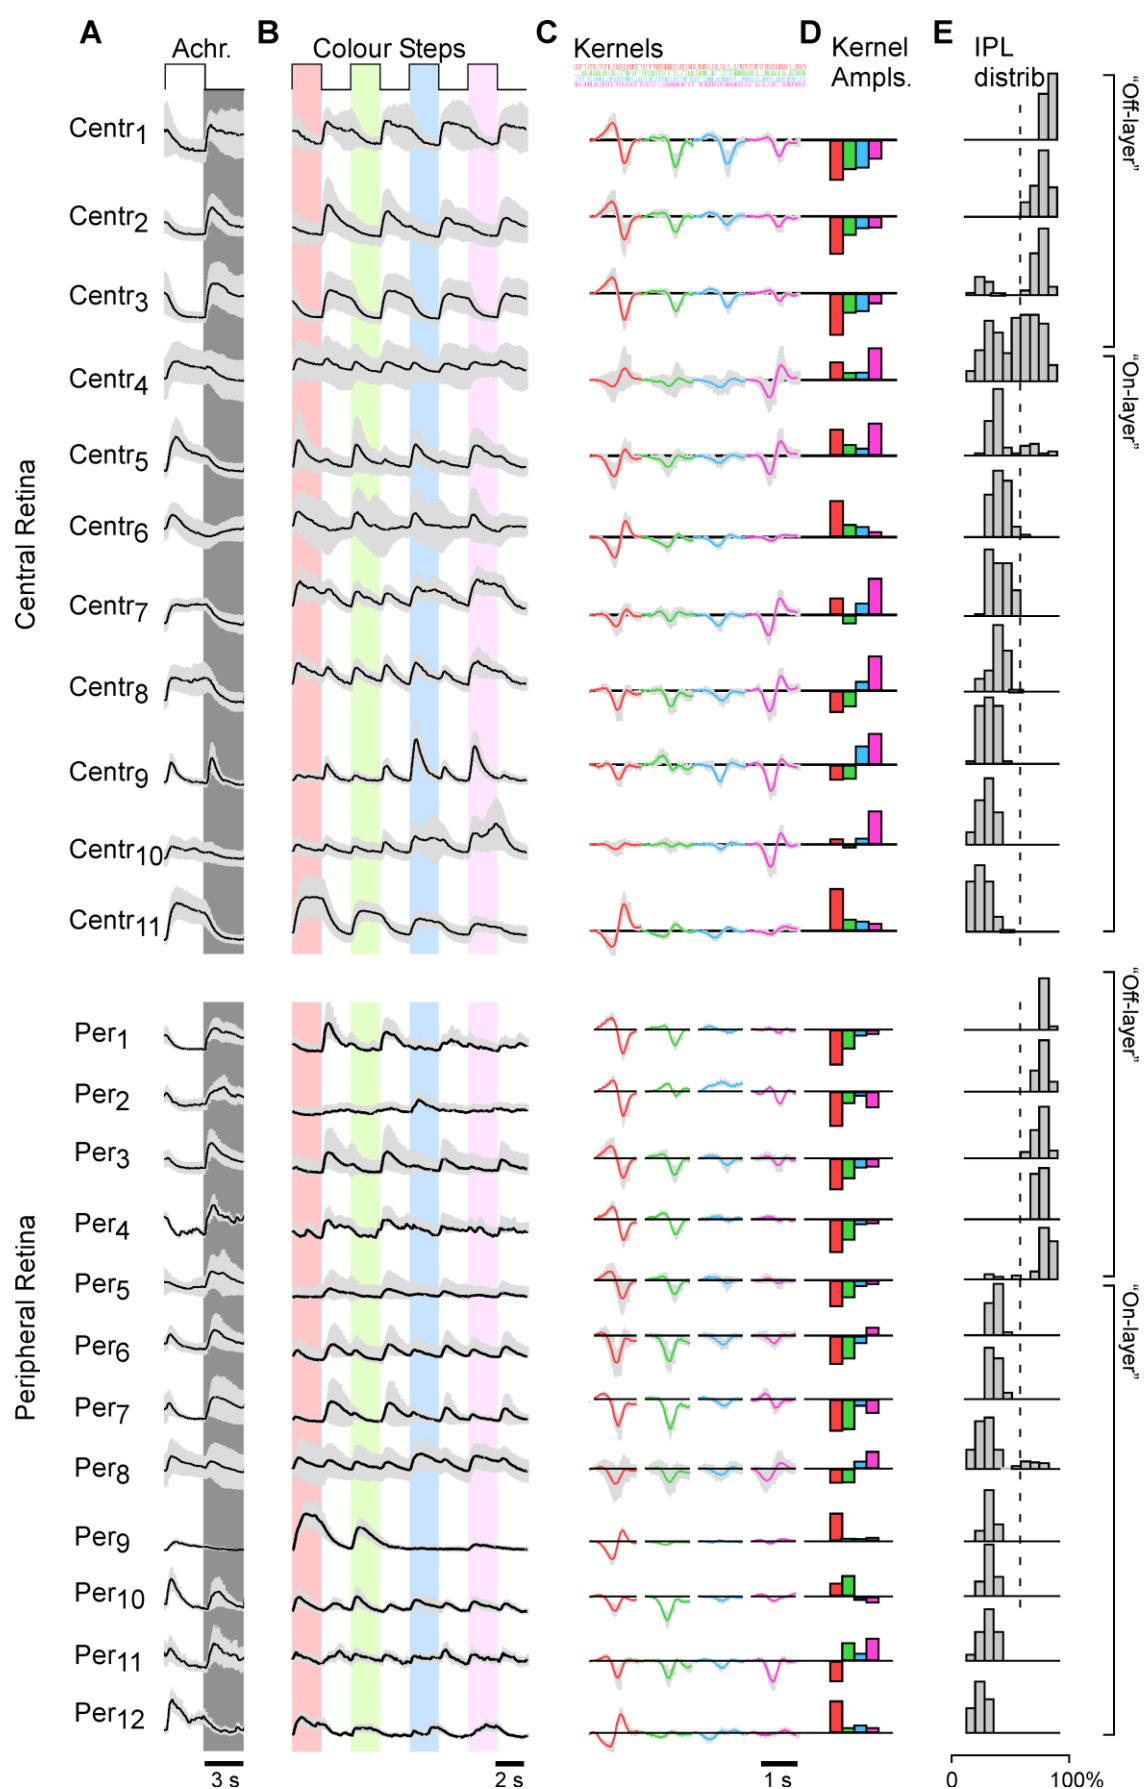 A
B
C
D
E
Achr.
Colour Steps
Kernels
Kernel
Ampls.
IPL
distrib
Central Retina
Centr1
Centr2
Centr3
Centr4
Centr5
Centr6
Centr7
Centr8
Centr9
Centr10
Centr11
"Off-layer"
"On-layer"
Peripheral Retina
Per1
Per2
Per3
Per4
Per5
Per6
Per7
Per8
Per9
Per10
Per11
Per12
"Off-layer"
"On-layer"
3 s
2 s
1 s
0
100%